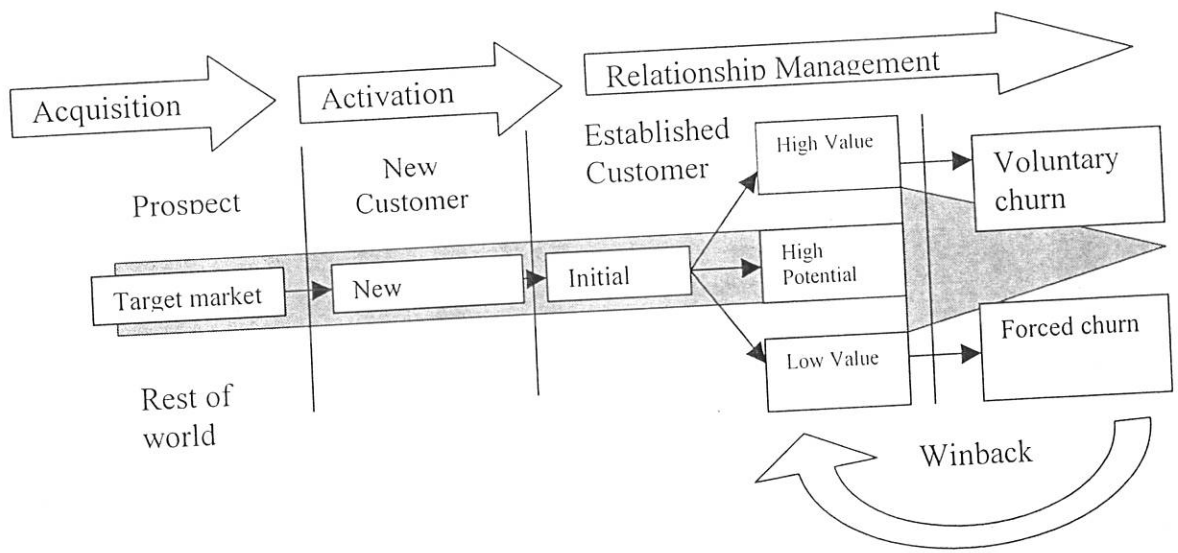 Acquisition
Activation
Relationship Management
Prospect
New
Customer
Established
Customer
High Value
Voluntary
churn
Target market
New
Initial
High
Potential
Low Value
Forced churn
Rest of
world
Winback